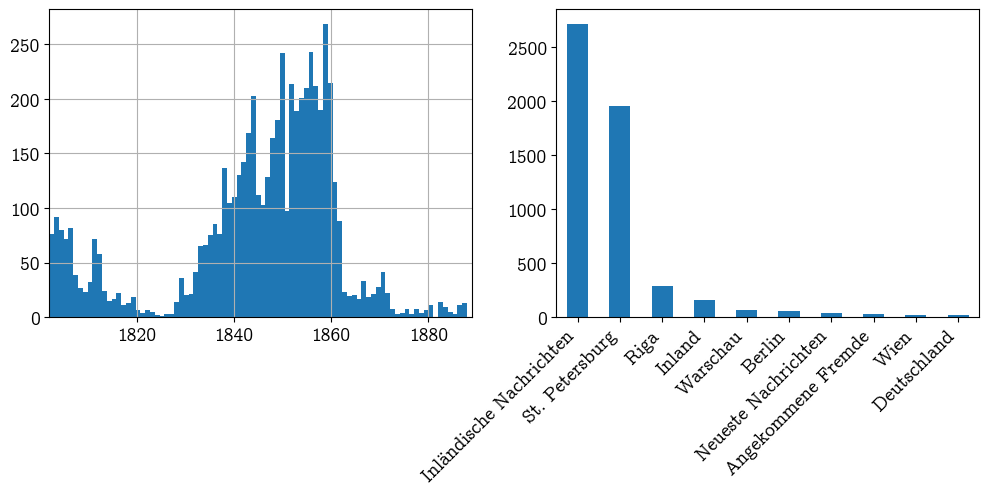 250
200
150
100
50
0
1820 1840 1860 1880
2500
2000
1500
1000
500
0
Inländische Nachrichten
St. Petersburg
Riga
Inland
Warschau
Berlin
Neueste Nachrichten
Angekommene Fremde
Wien
Deutschland